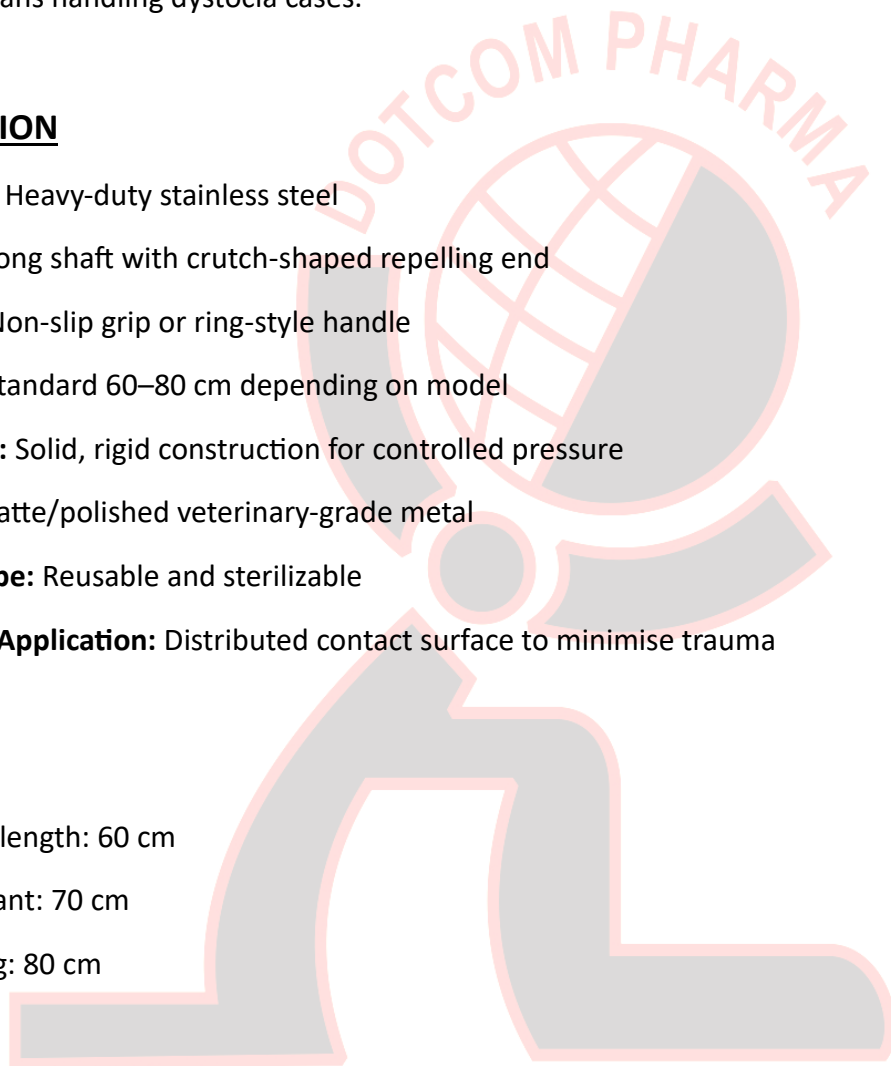 ans handling dystocia cases.
DOTCOM PHARMA
ION
Heavy-duty stainless steel
ong shaft with crutch-shaped repelling end
Non-slip grip or ring-style handle
tandard 60–80 cm depending on model
: Solid, rigid construction for controlled pressure
atte/polished veterinary-grade metal
pe: Reusable and sterilizable
Application: Distributed contact surface to minimise trauma
length: 60 cm
ant: 70 cm
g: 80 cm